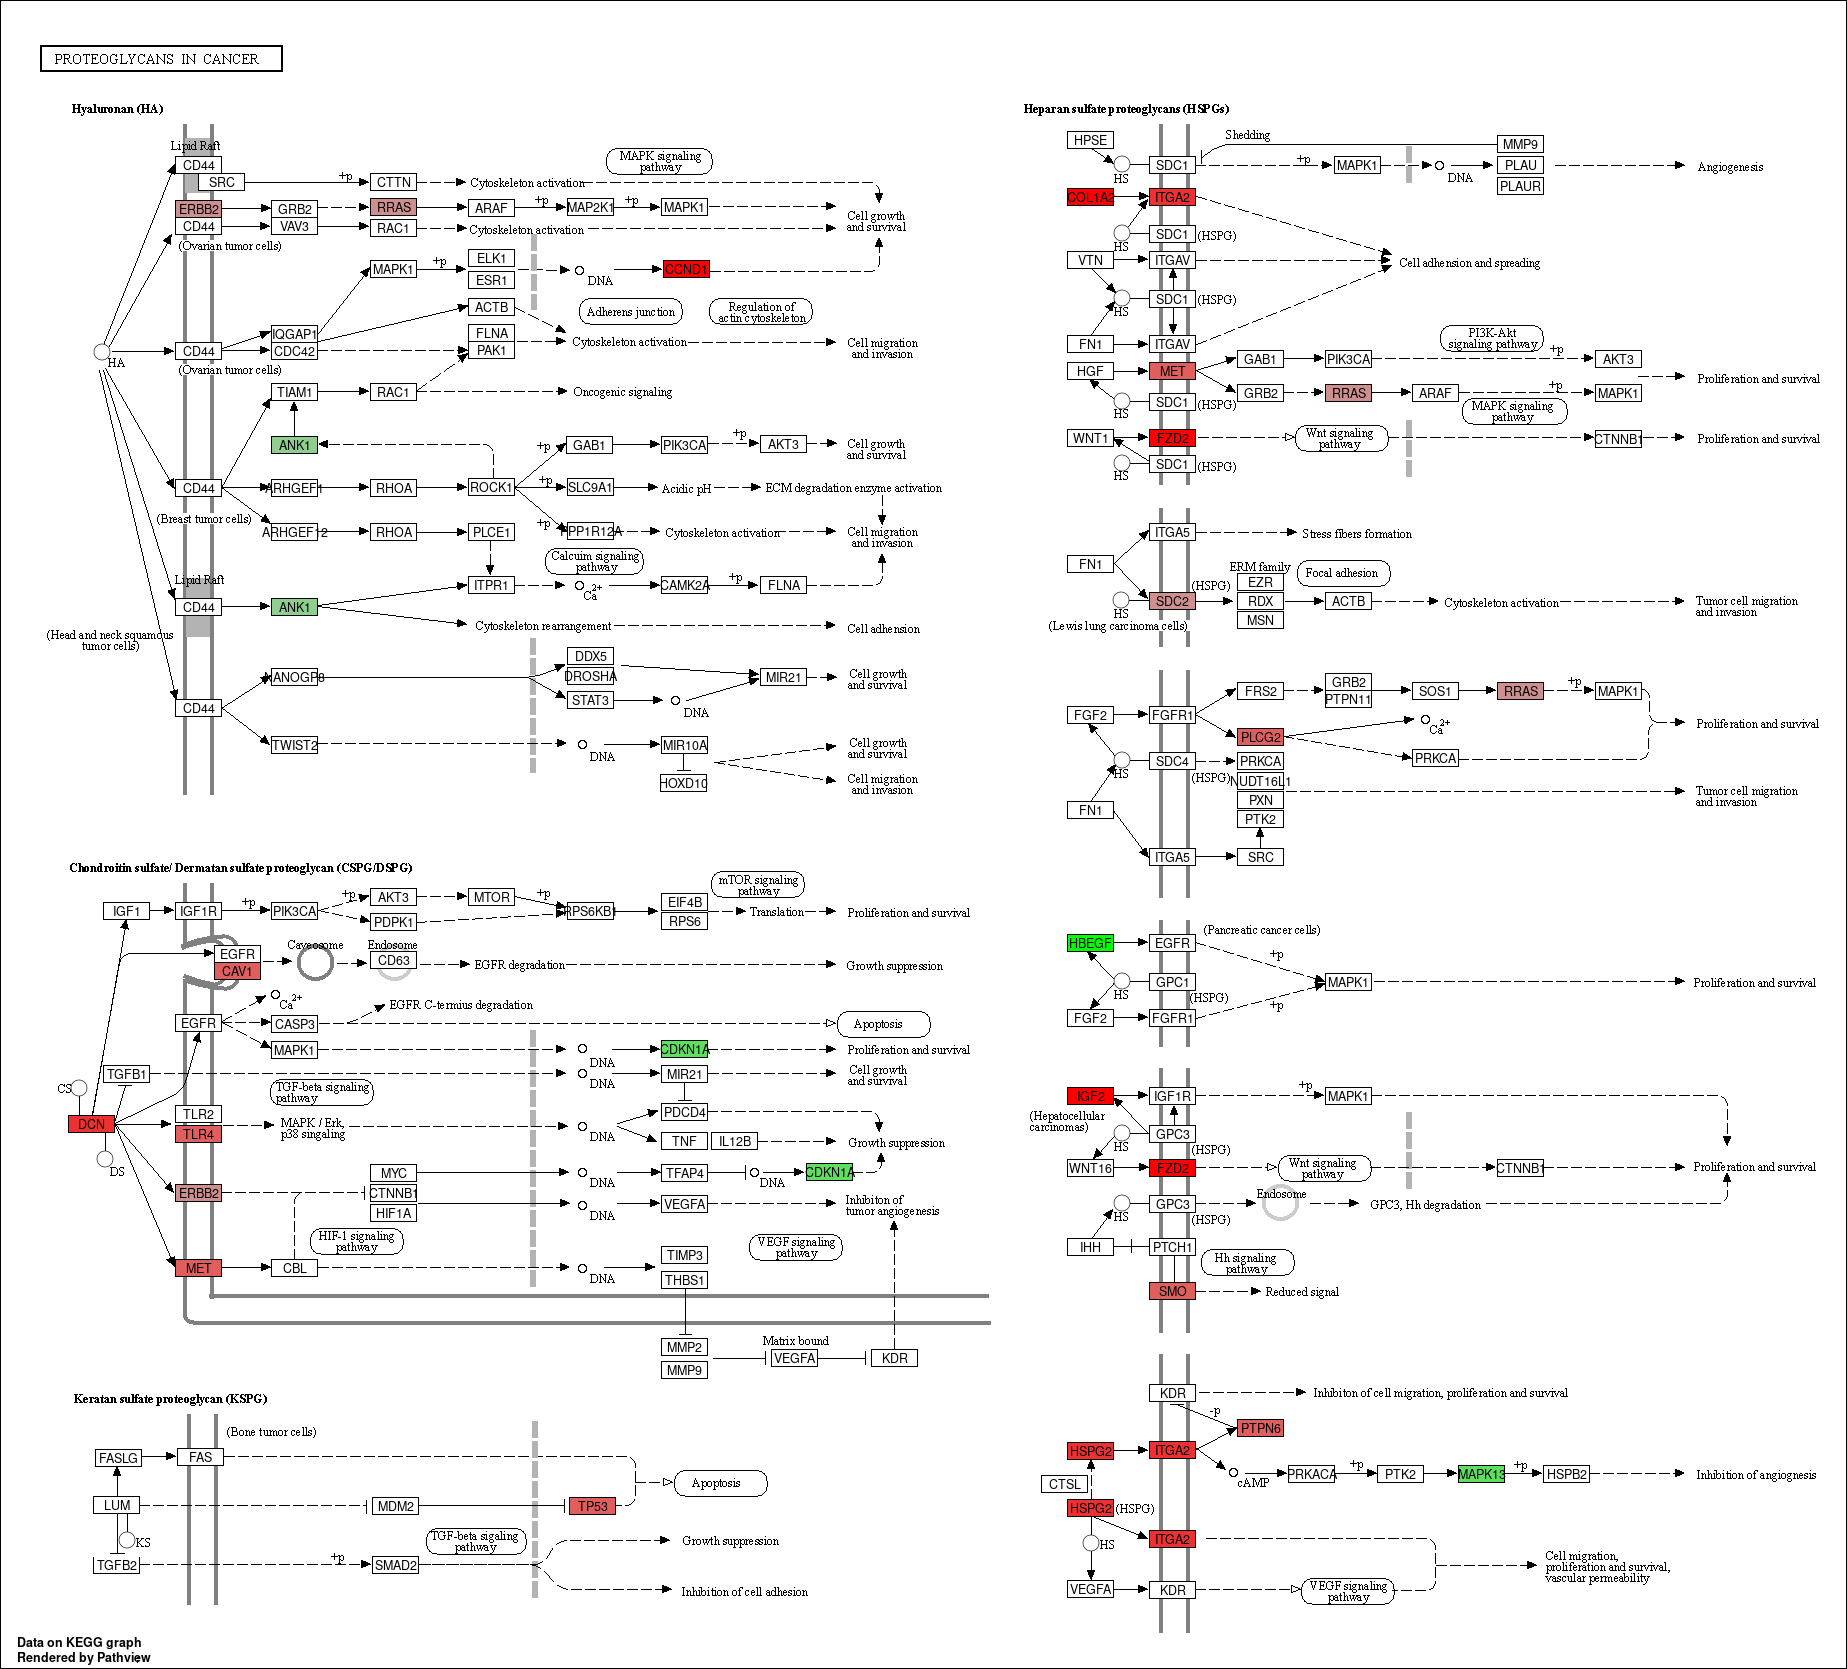 PROTEOGLYCANS IN CANCER
Hyaluronan (HA)
Lipid Raft
CD44
SRC
+p
CTTN
Cytoskeleton activation
MAPK signaling
pathway
ERBB2
GRB2
RRAS
ARAF
+p
MAP2K1
+p
MAPK1
Cell growth
and survival
CD44
VAV3
RAC1
Cytoskeleton activation
(Ovarian tumor cells)
MAPK1
+p
ELK1
ESR1
DNA
CCND1
ACTB
Adherens junction
Regulation of
actin cytoskeleton
HA
CD44
IQGAP1
CDC42
FLNA
PAK1
Cytoskeleton activation
Cell migration
and invasion
(Ovarian tumor cells)
TIAM1
RAC1
Oncogenic signaling
ANK1
+p
GAB1
PIK3CA
+p
AKT3
Cell growth
and survival
CD44
ARHGEF1
RHOA
ROCK1
+p
SLC9A1
Acidic pH
ECM degradation enzyme activation
(Breast tumor cells)
ARHGEF12
RHOA
PLCE1
+p
PPP1R12A
Cytoskeleton activation
Cell migration
and invasion
Calcuim signaling
pathway
Lipid Raft
CD44
ANK1
ITPR1
Ca2+
CAMK2A
+p
FLNA
Cytoskeleton rearrangement
Cell adhension
(Head and neck squamous
tumor cells)
NANOGP8
DDX5
DROSHA
STAT3
DNA
MIR21
Cell growth
and survival
CD44
TWIST2
DNA
MIR10A
HOXD10
Cell growth
and survival
Cell migration
and invasion
Chondroitin sulfate/ Dermatan sulfate proteoglycan (CSPG/DSPG)
IGF1
IGF1R
+p
PIK3CA
+p
AKT3
PDPK1
MTOR
+p
RPS6KB1
EIF4B
RPS6
mTOR signaling
pathway
Translation
Proliferation and survival
EGFR
CAV1
Caveosome
Endosome
CD63
EGFR degradation
Growth suppression
Ca2+
EGFR C-termius degradation
EGFR
CASP3
Apoptosis
MAPK1
DNA
CDKN1A
Proliferation and survival
TGFB1
DNA
MIR21
Cell growth
and survival
CS
DCN
DS
TGF-beta signaling
pathway
TLR2
TLR4
MAPK / Erk,
p38 singaling
DNA
PDCD4
TNF
IL12B
Growth suppression
MYC
DNA
TFAP4
DNA
CDKN1A
ERBB2
CTNNB1
HIF1A
DNA
VEGFA
Inhibiton of
tumor angiogenesis
HIF-1 signaling
pathway
VEGF signaling
pathway
MET
CBL
DNA
TIMP3
THBS1
MMP2
MMP9
Matrix bound
VEGFA
KDR
Keratan sulfate proteoglycan (KSPG)
(Bone tumor cells)
FASLG
FAS
Apoptosis
LUM
MDM2
TP53
KS
TGF-beta sigaling
pathway
Growth suppression
TGFB2
+p
SMAD2
Inhibition of cell adhesion
Heparan sulfate proteoglycans (HSPGs)
HPSE
Shedding
MMP9
HS
SDC1
+p
MAPK1
DNA
PLAU
PLAUR
Angiogenesis
COL1A2
ITGA2
HS
SDC1
(HSPG)
VTN
ITGAV
Cell adhension and spreading
HS
SDC1
(HSPG)
FN1
ITGAV
HGF
MET
GAB1
PIK3CA
PI3K-Akt
signaling pathway
+p
AKT3
Proliferation and survival
HS
SDC1
(HSPG)
GRB2
RRAS
ARAF
+p
MAPK1
MAPK signaling
pathway
WNT1
FZD2
Wnt signaling
pathway
CTNNB1
Proliferation and survival
HS
SDC1
(HSPG)
ITGA5
Stress fibers formation
FN1
ERM family
Focal adhesion
(HSPG)
HS
SDC2
EZR
RDX
MSN
ACTB
Cytoskeleton activation
Tumor cell migration
and invasion
(Lewis lung carcinoma cells)
FRS2
GRB2
PTPN11
SOS1
RRAS
+p
MAPK1
FGF2
FGFR1
Ca2+
Proliferation and survival
PLCG2
PRKCA
HS
SDC4
(HSPG)
PRKCA
NUDT16L1
PXN
PTK2
Tumor cell migration
and invasion
FN1
ITGA5
SRC
HBEGF
EGFR
(Pancreatic cancer cells)
+p
HS
GPC1
(HSPG)
MAPK1
Proliferation and survival
FGF2
FGFR1
+p
IGF2
IGF1R
+p
MAPK1
(Hepatocellular
carcinomas)
HS
GPC3
(HSPG)
WNT16
FZD2
Wnt signaling
pathway
CTNNB1
Proliferation and survival
HS
GPC3
(HSPG)
Endosome
GPC3, Hh degradation
IHH
PTCH1
Hh signaling
pathway
SMO
Reduced signal
KDR
Inhibiton of cell migration, proliferation and survival
-p
PTPN6
HSPG2
ITGA2
cAMP
PRKACA
+p
PTK2
MAPK13
+p
HSPB2
Inhibition of angiognesis
CTSL
HSPG2
(HSPG)
HS
ITGA2
Cell migration,
proliferation and survival,
vascular permeability
VEGFA
KDR
VEGF signaling
pathway
Data on KEGG graph
Rendered by Pathview